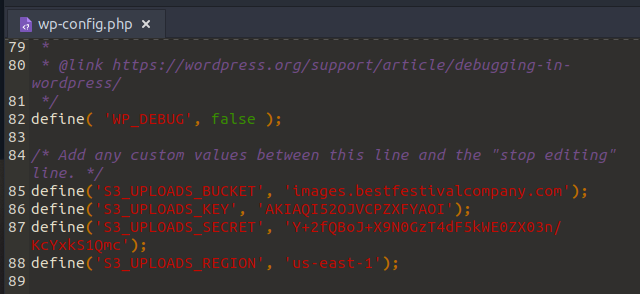 wp-config.php ×
79 *
80 * @link https://wordpress.org/support/article/debugging-in-
wordpress/
81 */
82 define( 'WP_DEBUG', false );
83
84 /* Add any custom values between this line and the "stop editing"
line. */
85 define('S3_UPLOADS_BUCKET', 'images.bestfestivalcompany.com');
86 define('S3_UPLOADS_KEY', 'AKIAQI52OJVCPZXFYAOI');
87 define('S3_UPLOADS_SECRET', 'Y+2fQBoJ+X9N0GzT4dF5kWE0ZX03n/
KcYxkS1Qmc');
88 define('S3_UPLOADS_REGION', 'us-east-1');
89